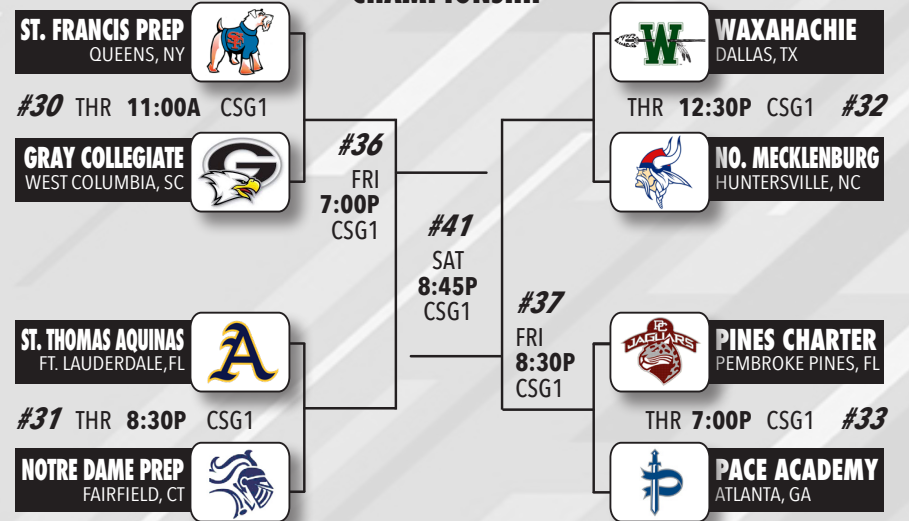 ST. FRANCIS PREP
QUEENS, NY
#30 THR 11:00A CSG1
GRAY COLLEGIATE
WEST COLUMBIA, SC
G
#36
FRI
7:00P
CSG1
ST. THOMAS AQUINAS
FT. LAUDERDALE,FL
A
#31 THR 8:30P CSG1
NOTRE DAME PREP
FAIRFIELD, CT
#41
SAT
8:45P
CSG1
W
WAXAHACHIE
DALLAS, TX
THR 12:30P CSG1 #32
NO. MECKLENBURG
HUNTERSVILLE, NC
#37
FRI
8:30P
CSG1
PC
JAGUARS
PINES CHARTER
PEMBROKE PINES, FL
THR 7:00P CSG1 #33
P
PACE ACADEMY
ATLANTA, GA